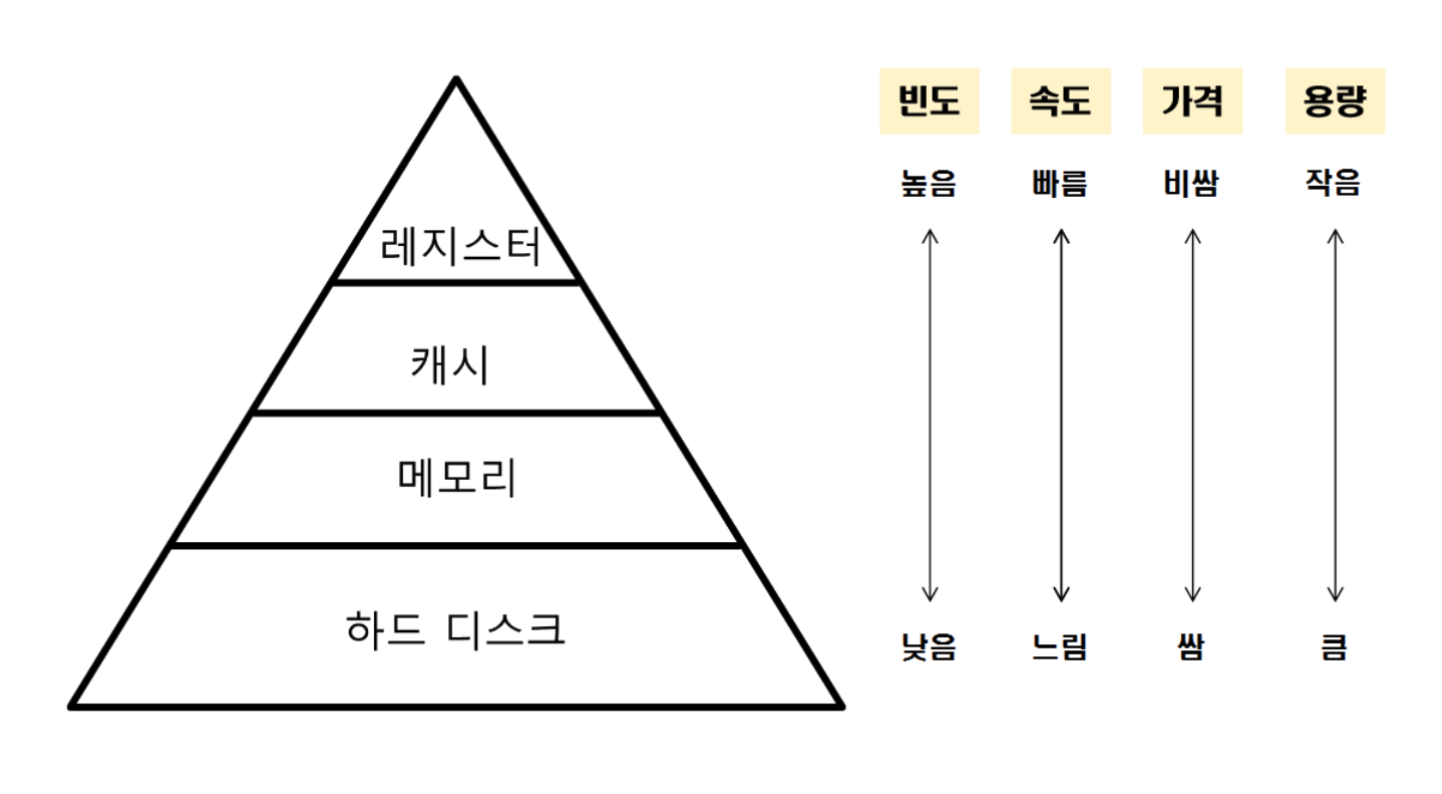 빈도 속도 가격 용량
높음 빠름 비쌈 작음
레지스터
캐시
메모리
하드 디스크
낮음 느림 쌈 큼